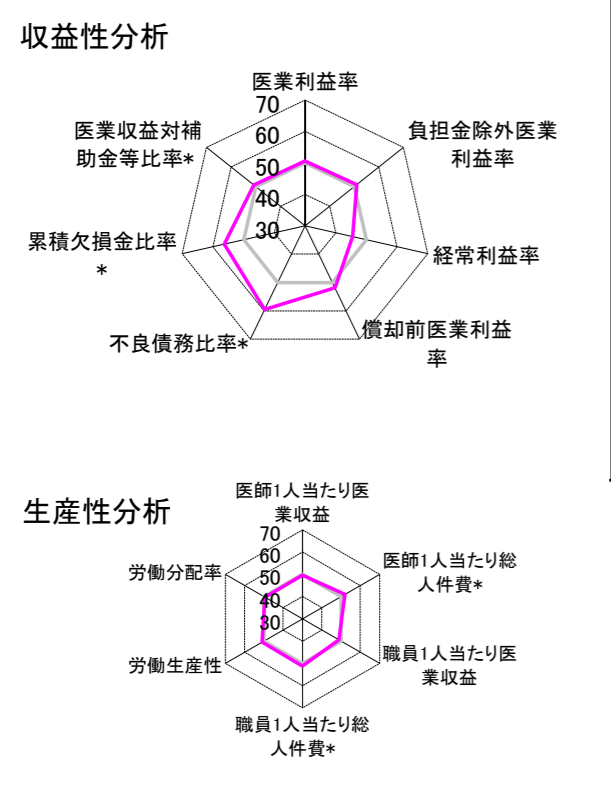 収益性分析
医業利益率
70
60
50
40
30
負担金除外医業
利益率
経常利益率
償却前医業利益
率
不良債務比率*
累積欠損金比率
*
医業収益対補
助金等比率*
生産性分析
医師1人当たり医
業収益
70
60
50
40
30
医師1人当たり総
人件費*
職員1人当たり医
業収益
職員1人当たり総
人件費*
労働生産性
労働分配率